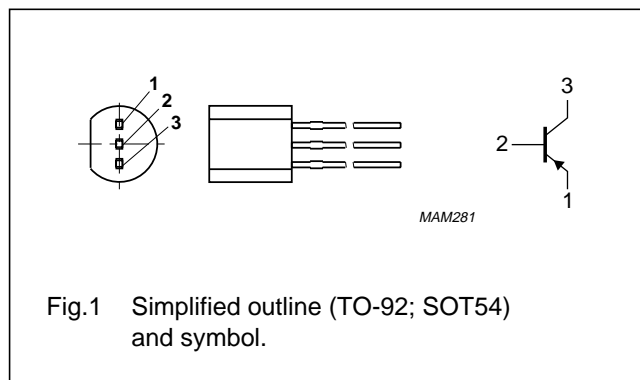 1
2
3
3
2
1
MAM281
Fig.1 Simplified outline (TO-92; SOT54)
and symbol.